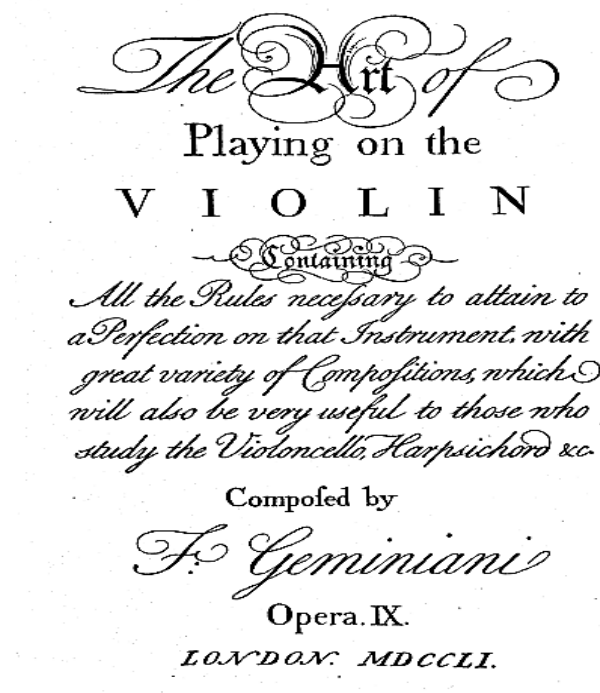 The Art of
Playing on the
VIOLIN
Containing
All the Rules neceſsary to attain to
a Perfection on that Instrument, with
great variety of Compoſitions, which
will also be very useful to those who
study the Violoncello, Harpsichord &c.
Compoſed by
F. Geminiani
Opera. IX.
LONDON. MDCCLI.